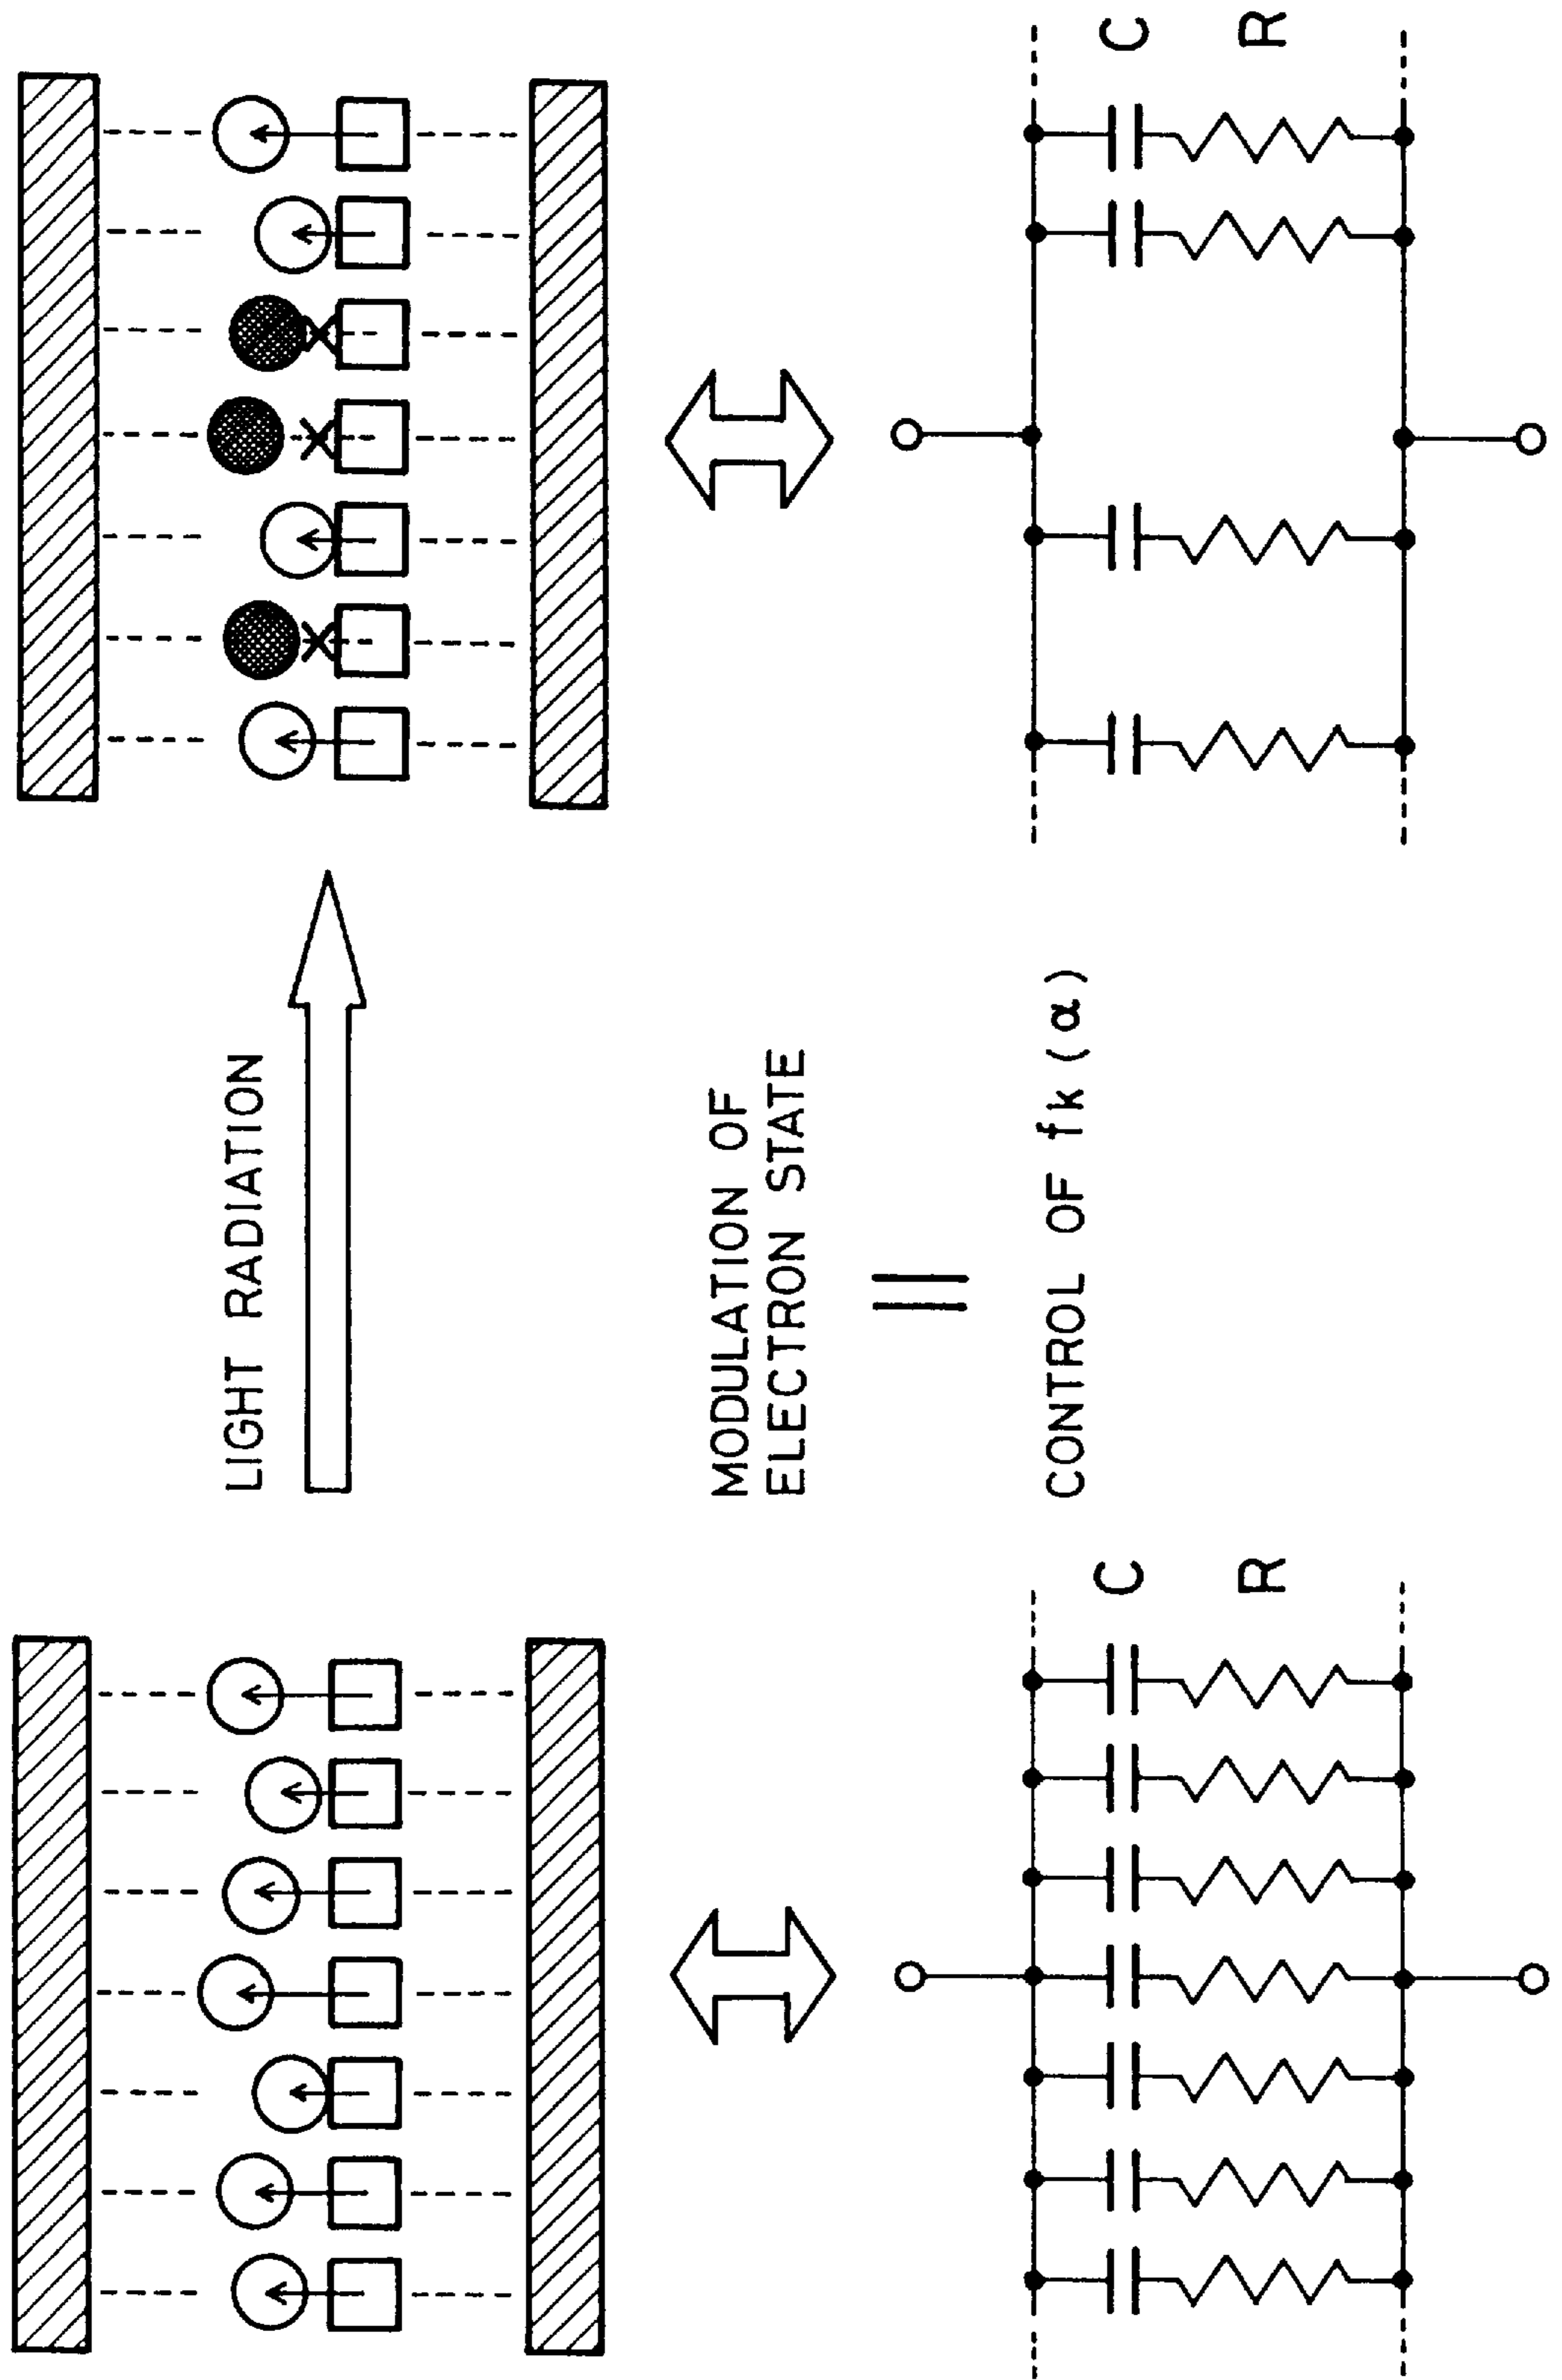 LIGHT RADIATION
MODULATION OF
ELECTRON STATE
CONTROL OF fk (α)
C
R
C
R